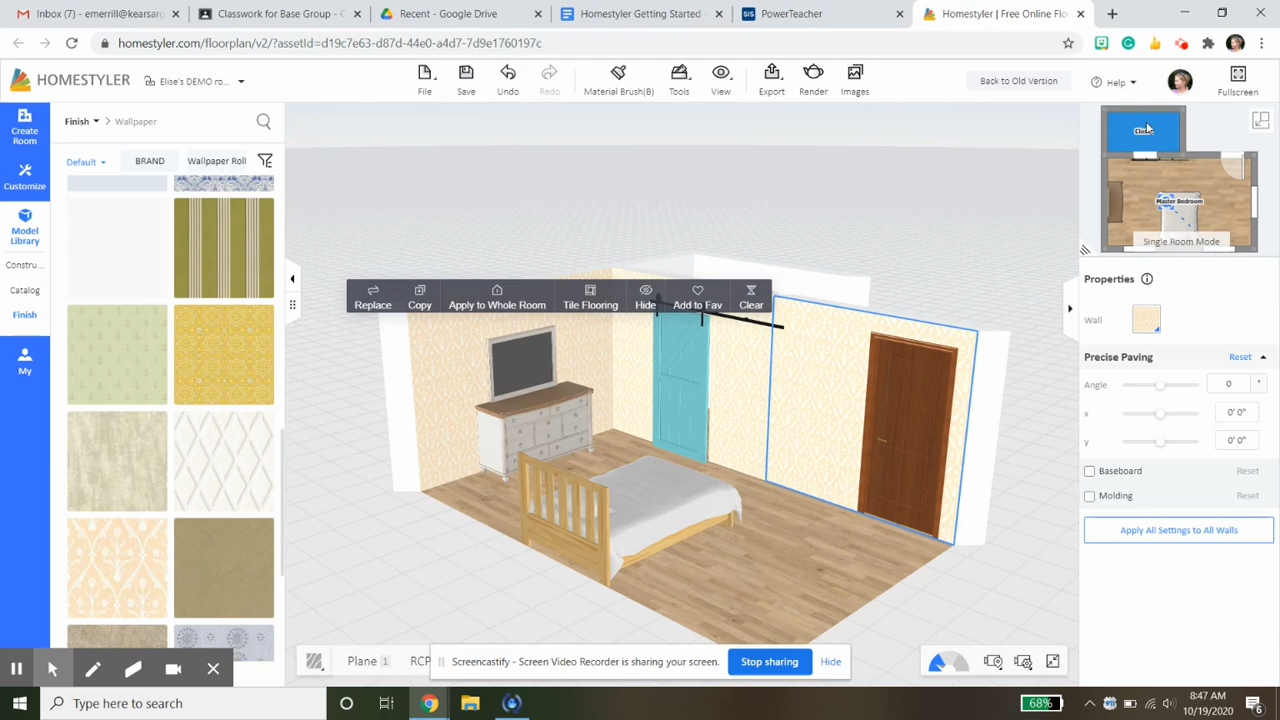 Inbox (7) - emerrill@kearsarg
Classwork for Base Group - C
Recent - Google Drive
Homestyler Getting Started -
SIS PowerTeacher
Homestyler | Free Online Flo
homestyler.com/floorplan/v2/?assetId=d19c7e63-d87d-44e0-a4d7-7d9e1760197c
HOMESTYLER
Elise's DEMO ro...
File
Save
Undo
Redo
Material Brush(B)
Tools
View
Export
Render
Images
Back to Old Version
Help
Fullscreen
Create
Room
Customize
Model
Library
Constru...
Catalog
Finish
My
Finish > Wallpaper
Default
BRAND
Wallpaper Roll
Replace
Copy
Apply to Whole Room
Tile Flooring
Hide
Add to Fav
Clear
Master Bedroom
Single Room Mode
Properties
Wall
Precise Paving
Reset
Angle
0
°
x
0' 0"
y
0' 0"
Baseboard
Reset
Molding
Reset
Apply All Settings to All Walls
Plane 1
RCP
Screencastify - Screen Video Recorder is sharing your screen.
Stop sharing
Hide
Type here to search
68%
8:47 AM
10/19/2020
6